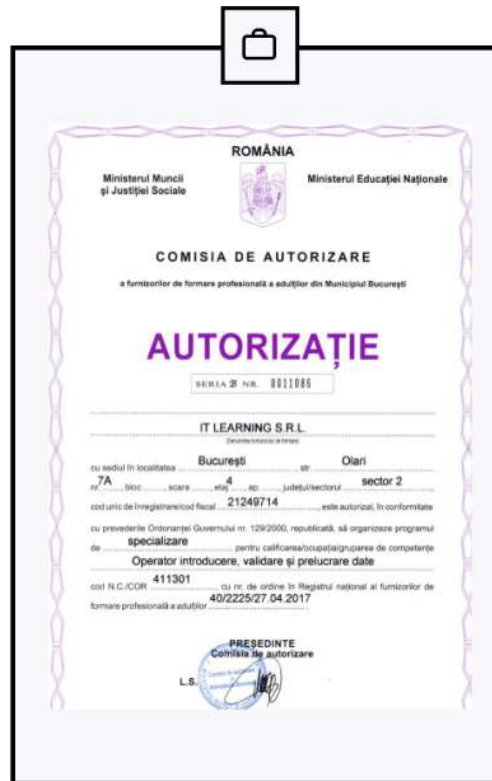 ROMÂNIA
Ministerul Muncii
și Justiției Sociale
Ministerul Educației Naționale
COMISIA DE AUTORIZARE
a furnizorilor de formare profesională a adulților din Municipiul București
AUTORIZAȚIE
SERIA B NR. 0011086
IT LEARNING S.R.L.
cu sediul în localitatea București str Olari
nr. 7A bloc scara etaj 4 ap. județul/sectorul sector 2
cod unic de înregistrare/cod fiscal 21249714, este autorizat, în conformitate
cu prevederile Ordonanței Guvernului nr. 129/2000, republicată, să organizeze programul
de specializare pentru calificarea/ocupația/gruparea de competențe
Operator introducere, validare și prelucrare date
cod N.C./COR 411301 cu nr. de ordine în Registrul național al furnizorilor de
formare profesională a adulților 40/2225/27.04.2017;
PREȘEDINTE
Comisia de autorizare
L.S.